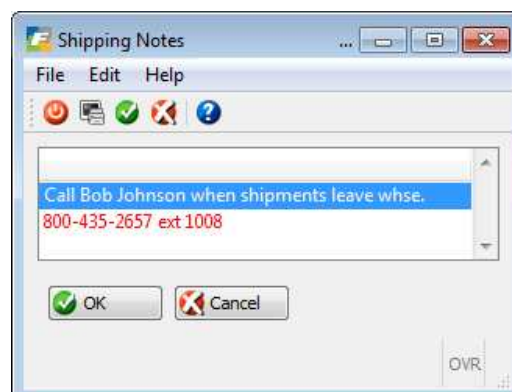 Shipping Notes ...
File Edit Help
Call Bob Johnson when shipments leave whse.
800-435-2657 ext 1008
OK Cancel
OVR